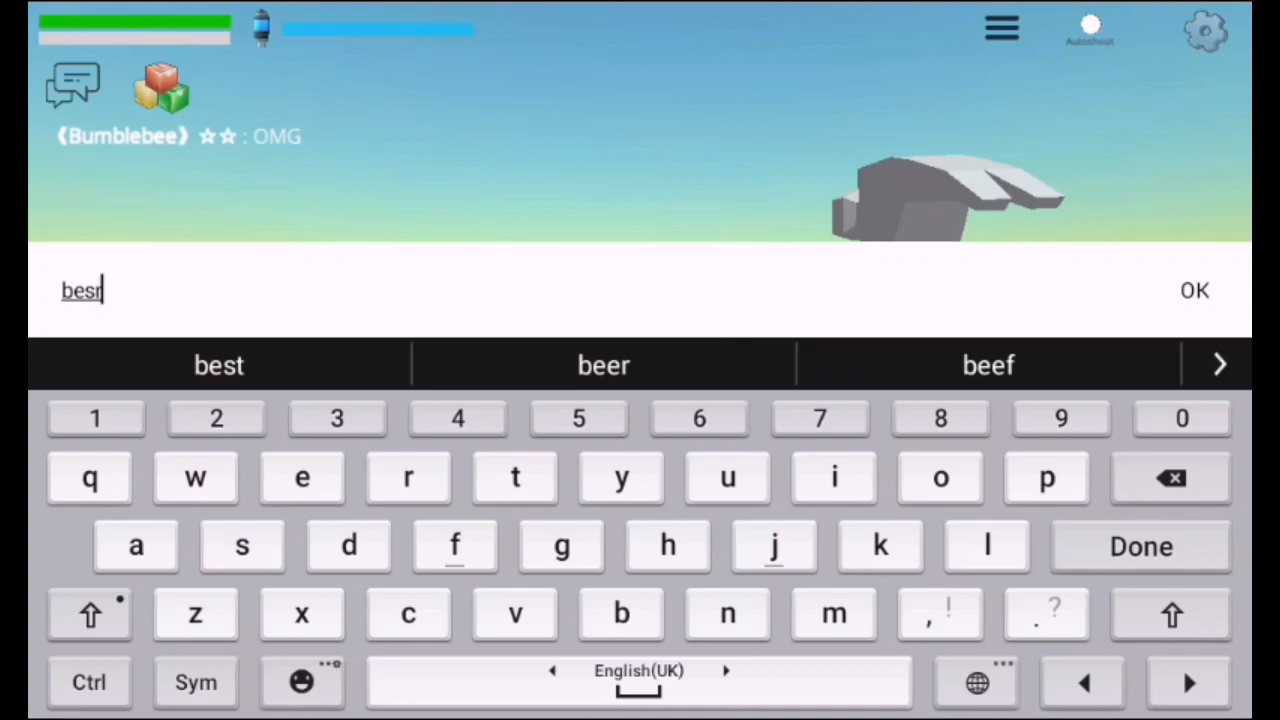 Autoshoot
《Bumblebee》 ☆☆ : OMG
besr
OK
best beer beef
1 2 3 4 5 6 7 8 9 0
q w e r t y u i o p
a s d f g h j k l Done
z x c v b n m , ! . ?
Ctrl Sym English(UK)